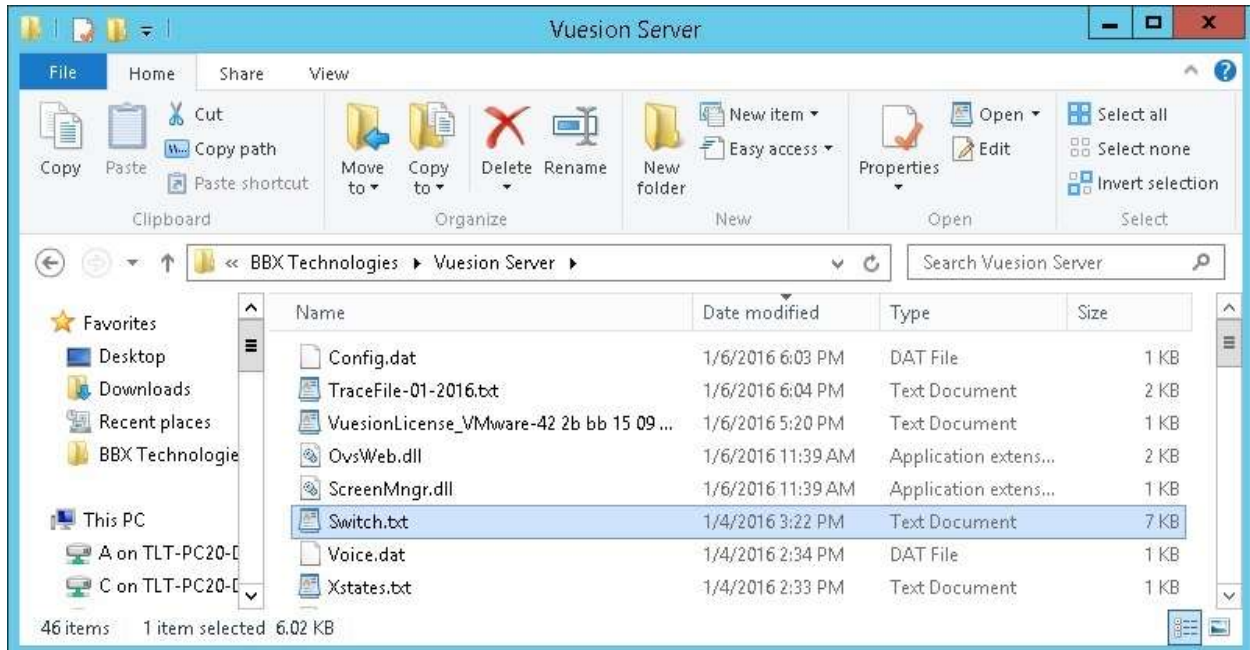 Vuesion Server
File Home Share View
Copy
Paste
Cut
Copy path
Paste shortcut
Clipboard
Move to
Copy to
Delete
Rename
Organize
New folder
New item
Easy access
New
Properties
Open
Edit
Open
Select all
Select none
Invert selection
Select
« BBX Technologies Vuesion Server
Search Vuesion Server
Favorites
Desktop
Downloads
Recent places
BBX Technologie
This PC
A on TLT-PC20-D
C on TLT-PC20-D
Name Date modified Type Size
Config.dat 1/6/2016 6:03 PM DAT File 1 KB
TraceFile-01-2016.txt 1/6/2016 6:04 PM Text Document 2 KB
VuesionLicense_VMware-42 2b bb 15 09 ... 1/6/2016 5:20 PM Text Document 1 KB
OvsWeb.dll 1/6/2016 11:39 AM Application extens... 2 KB
ScreenMngr.dll 1/6/2016 11:39 AM Application extens... 1 KB
Switch.txt 1/4/2016 3:22 PM Text Document 7 KB
Voice.dat 1/4/2016 2:34 PM DAT File 1 KB
Xstates.txt 1/4/2016 2:33 PM Text Document 1 KB
46 items 1 item selected 6.02 KB